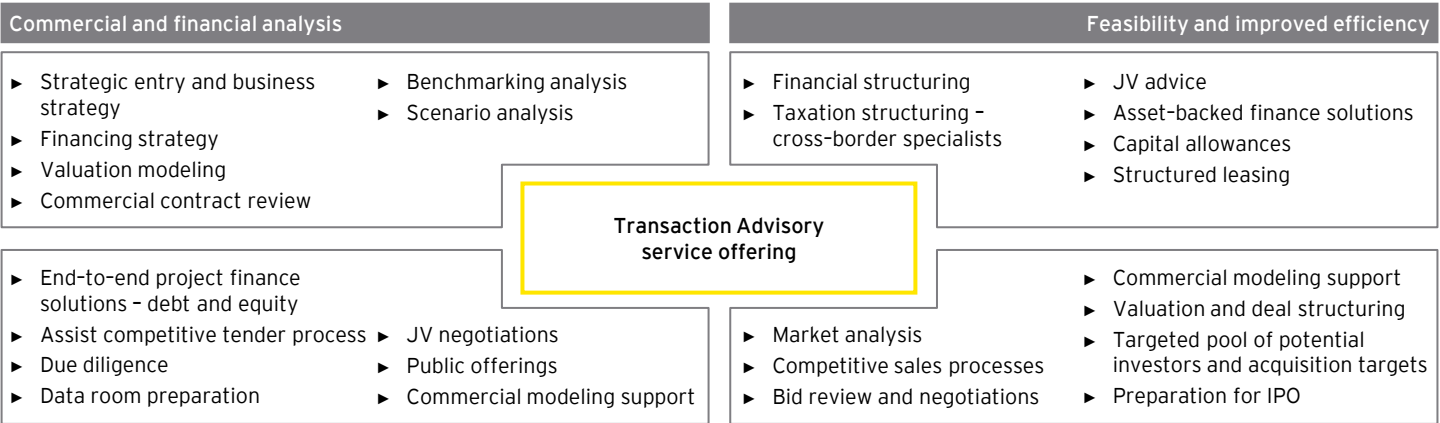 Commercial and financial analysis
► Strategic entry and business
strategy
► Financing strategy
► Valuation modeling
► Commercial contract review
► Benchmarking analysis
► Scenario analysis
Feasibility and improved efficiency
► Financial structuring
► Taxation structuring –
cross-border specialists
► JV advice
► Asset-backed finance solutions
► Capital allowances
► Structured leasing
Transaction Advisory
service offering
► End-to-end project finance
solutions – debt and equity
► Assist competitive tender process
► Due diligence
► Data room preparation
► JV negotiations
► Public offerings
► Commercial modeling support
► Market analysis
► Competitive sales processes
► Bid review and negotiations
► Commercial modeling support
► Valuation and deal structuring
► Targeted pool of potential
investors and acquisition targets
► Preparation for IPO